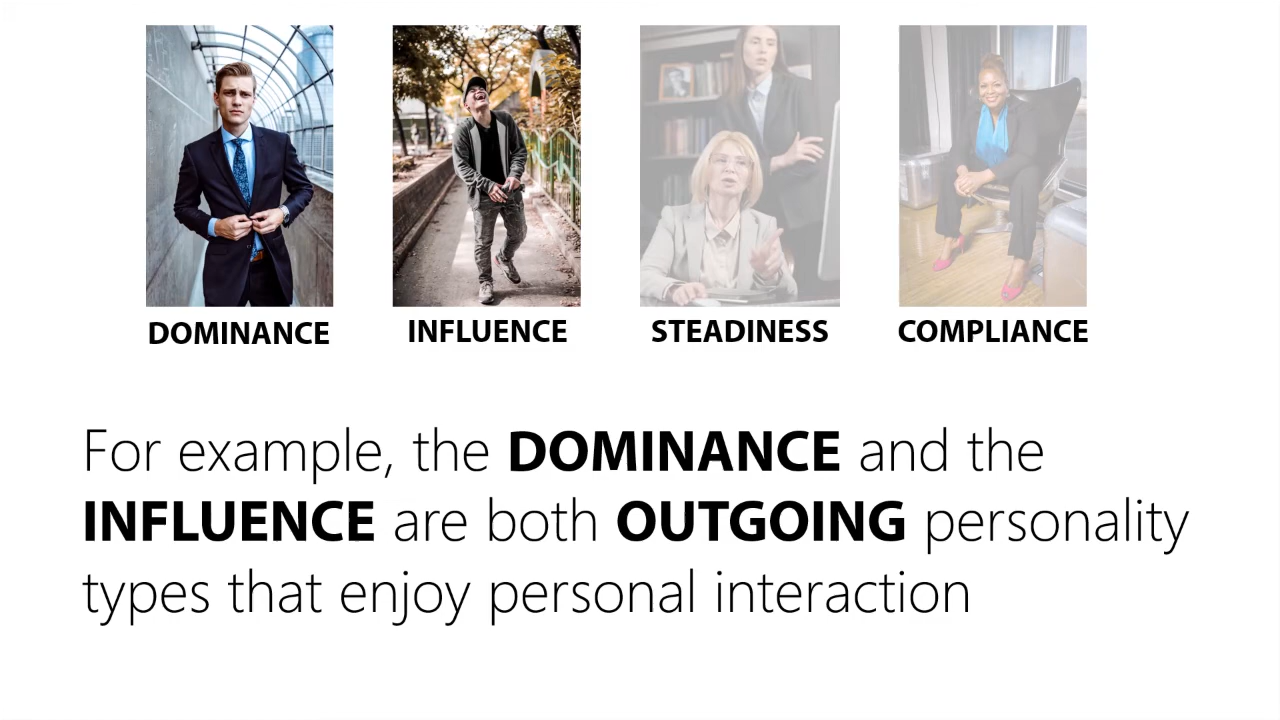 DOMINANCE
INFLUENCE
STEADINESS
COMPLIANCE
For example, the DOMINANCE and the
INFLUENCE are both OUTGOING personality
types that enjoy personal interaction